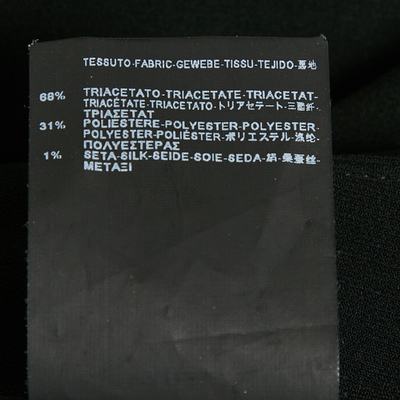 TESSUTO-FABRIC-GEWEBE-TISSU-TEJIDO-裏地
68% TRIACETATO-TRIACETATE-TRIACETAT-
TRIACÉTATE-TRIACETATO-トリアセテート-三醋纤-
ΤΡΙΑΣΕΤΑΤ
31% POLIESTERE-POLYESTER-POLYESTER-
POLYESTER-POLIÉSTER-ポリエステル-涤纶-
ΠΟΛΥΕΣΤΕΡΑΣ
1% SETA-SILK-SEIDE-SOIE-SEDA-絹-桑蚕丝-
ΜΕΤΑΞΙ